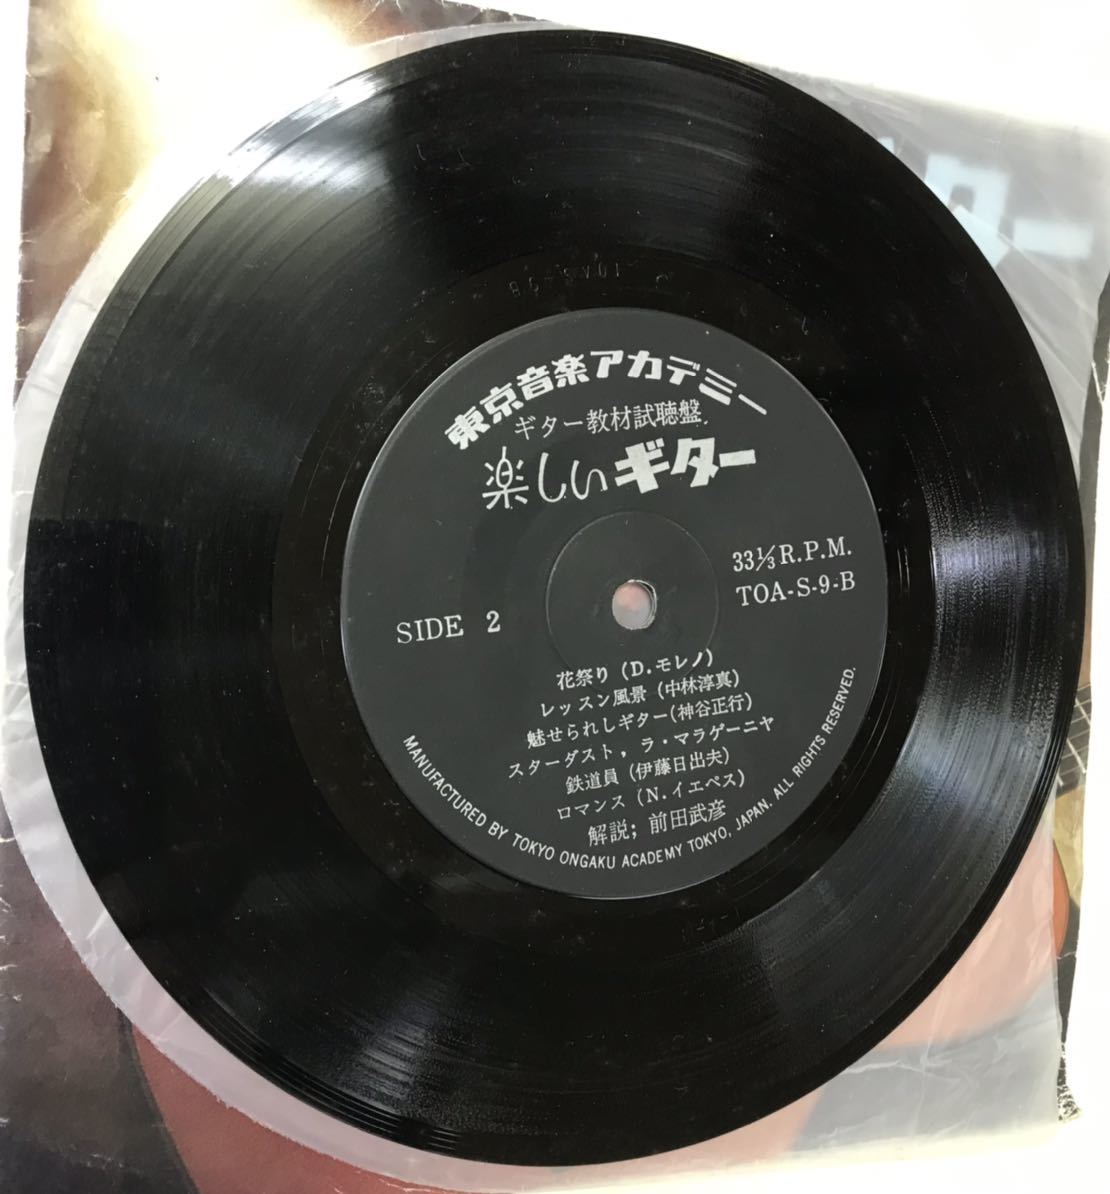 東京音楽アカデミー
ギター教材試聴盤
楽しいギター
33⅓ R.P.M.
TOA-S-9-B
SIDE 2
花祭り (D.モレノ)
レッスン風景 (中林淳真)
魅せられしギター(神谷正行)
スターダスト，ラ・マラゲーニヤ
鉄道員 (伊藤日出夫)
ロマンス (N.イエペス)
解説；前田武彦
MANUFACTURED BY TOKYO ONGAKU ACADEMY TOKYO, JAPAN. ALL RIGHTS RESERVED.